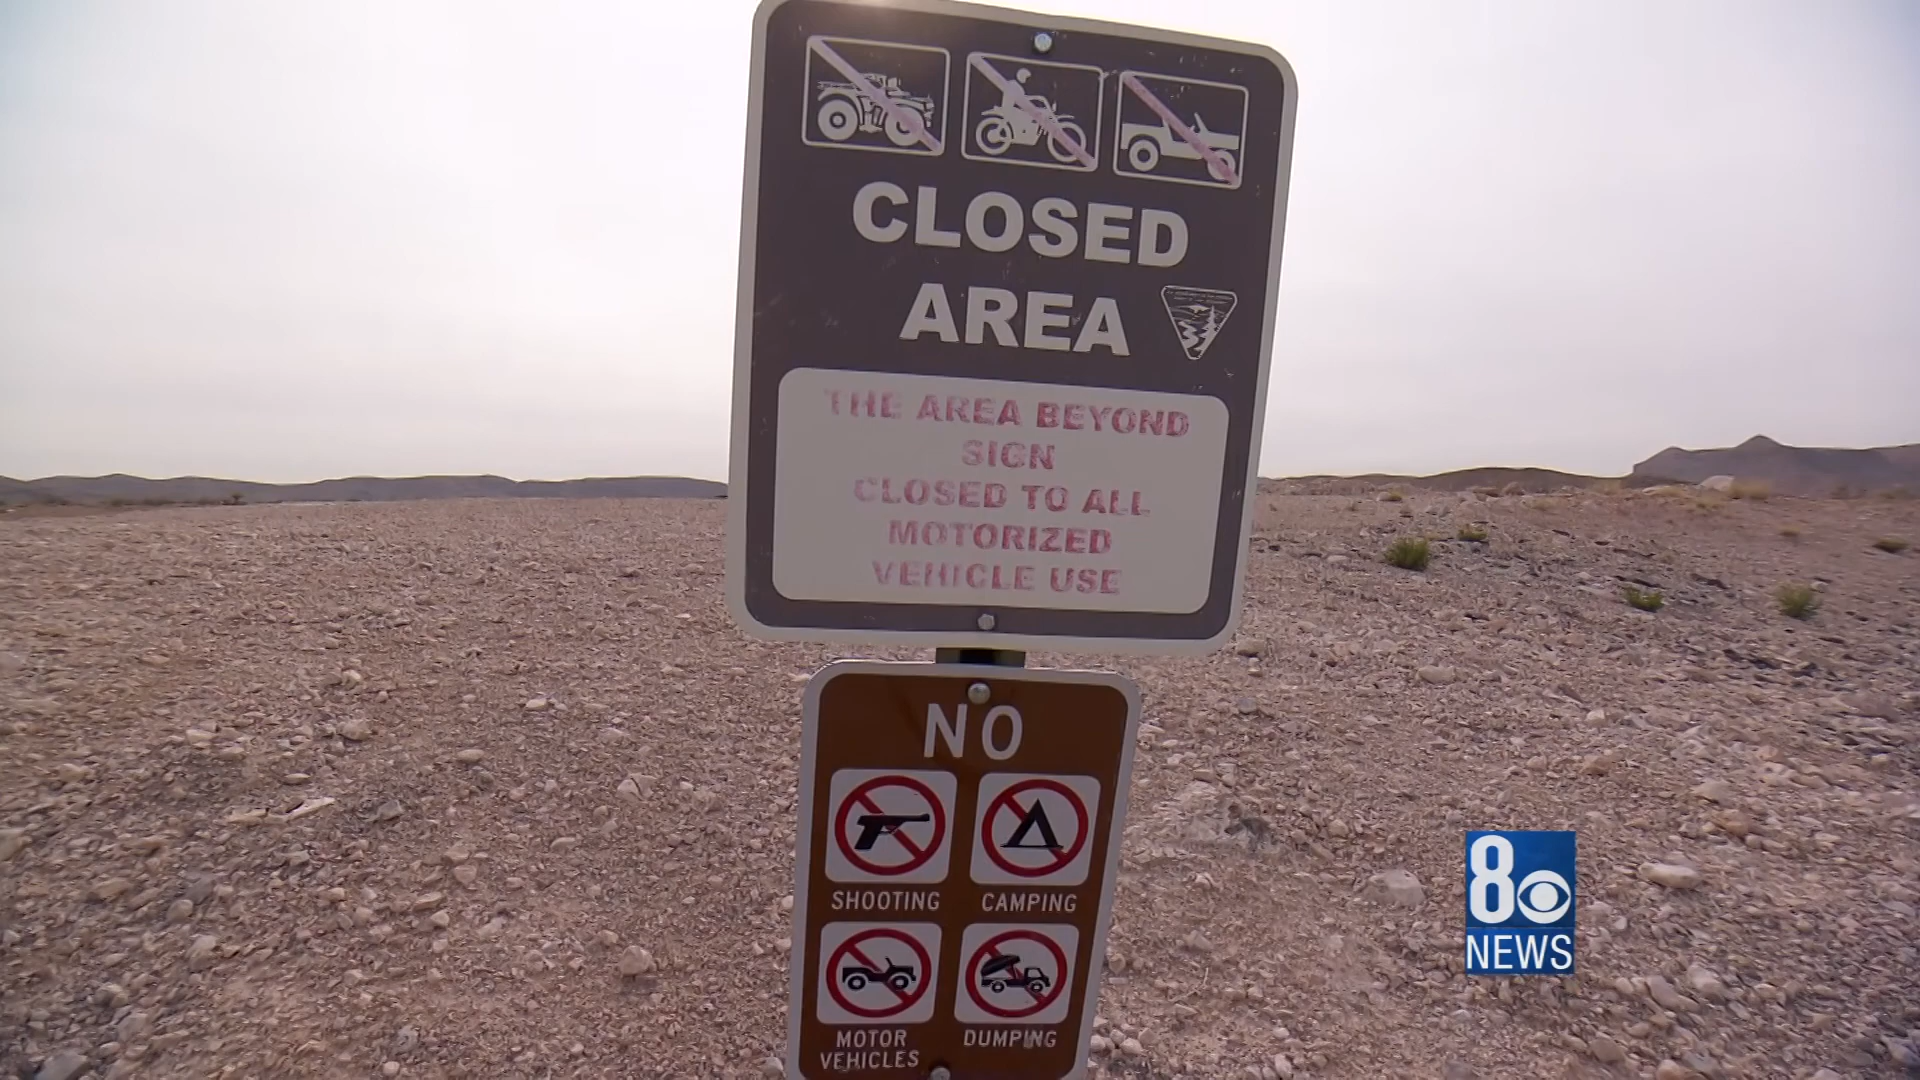 CLOSED
AREA
THE AREA BEYOND
SIGN
CLOSED TO ALL
MOTORIZED
VEHICLE USE
NO
SHOOTING
CAMPING
MOTOR
VEHICLES
DUMPING
8
NEWS